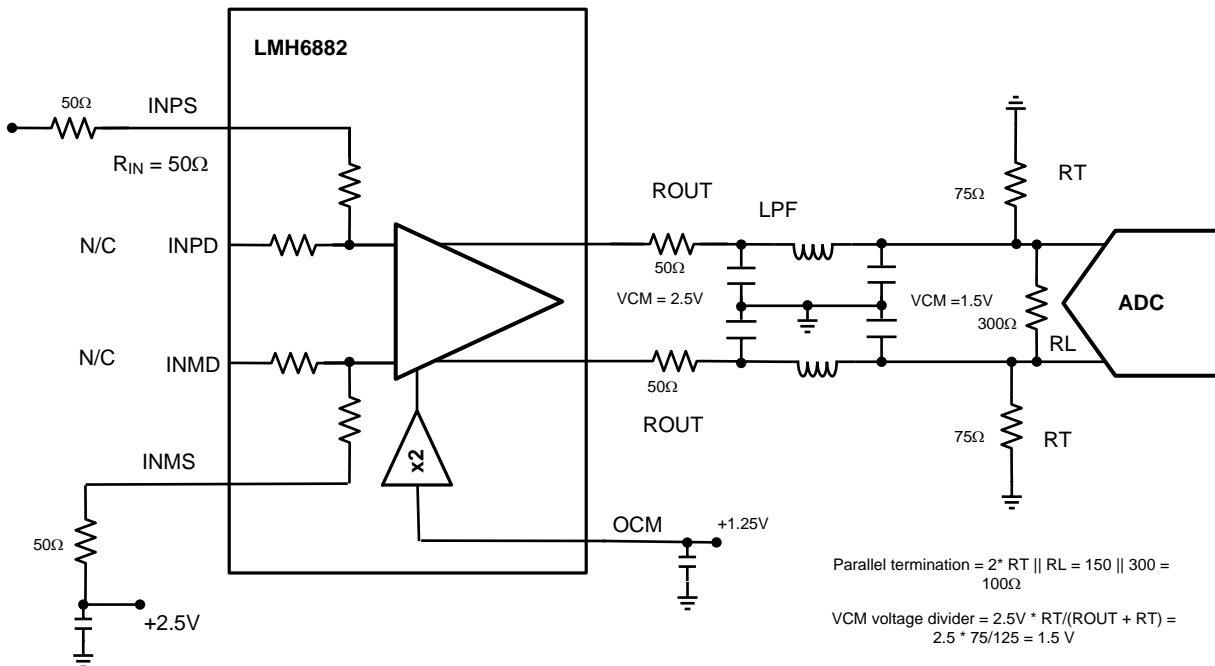 LMH6882
50Ω
INPS
R_IN = 50Ω
N/C
INPD
N/C
INMD
INMS
50Ω
+2.5V
x2
OCM
+1.25V
ROUT
50Ω
LPF
VCM = 2.5V
VCM =1.5V
50Ω
ROUT
75Ω
RT
300Ω
RL
ADC
75Ω
RT
Parallel termination = 2* RT || RL = 150 || 300 =
100Ω
VCM voltage divider = 2.5V * RT/(ROUT + RT) =
2.5 * 75/125 = 1.5 V